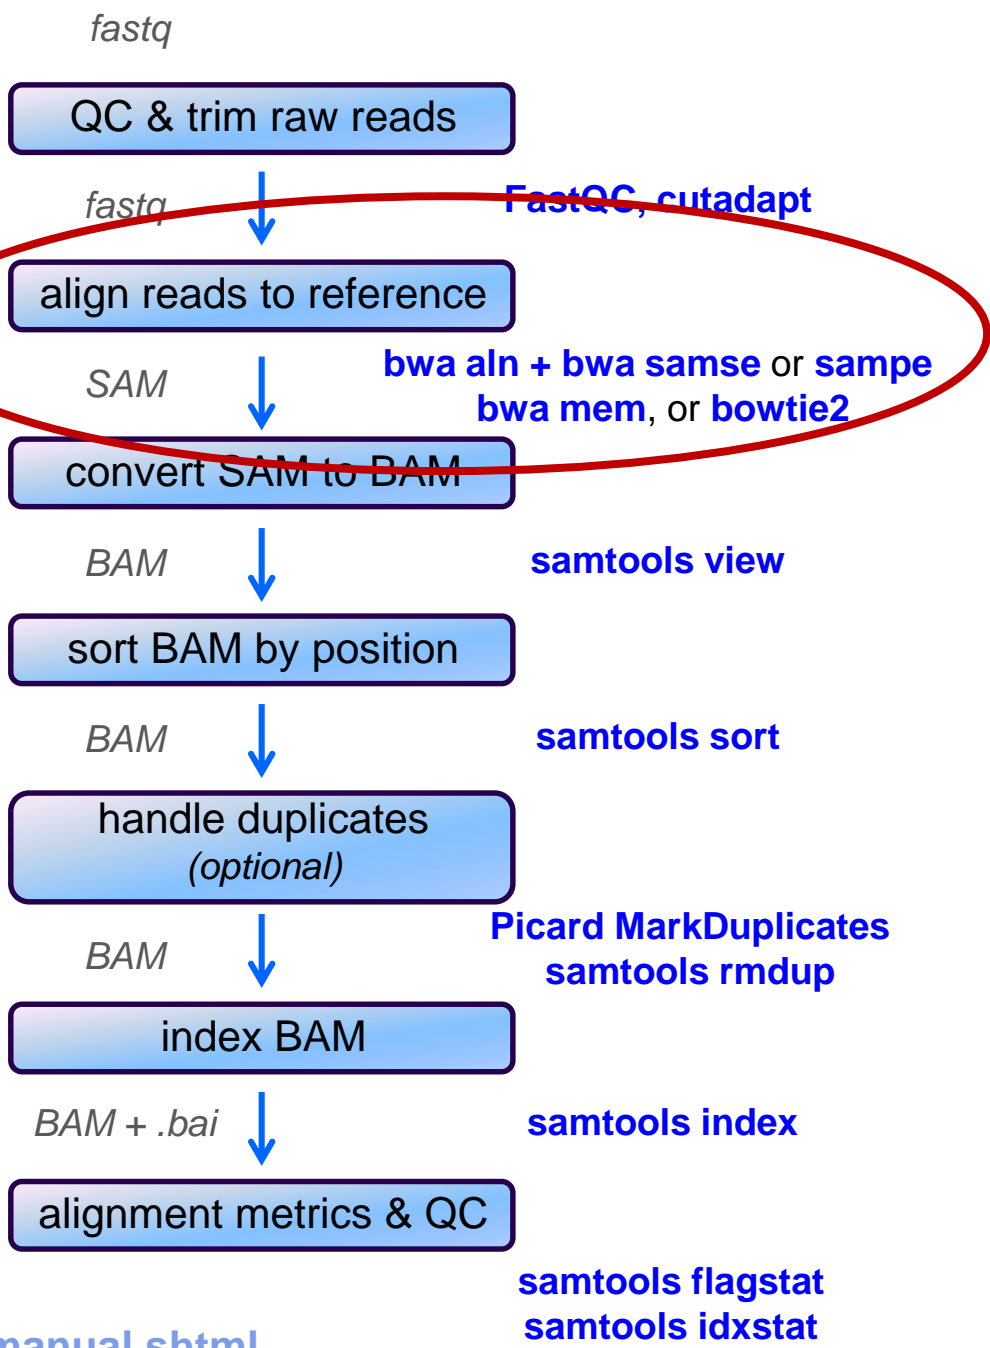 fastq
QC & trim raw reads
fastq
FastQC, cutadapt
align reads to reference
SAM
bwa aln + bwa samse or sampe
bwa mem, or bowtie2
convert SAM to BAM
BAM
samtools view
sort BAM by position
BAM
samtools sort
handle duplicates
(optional)
BAM
Picard MarkDuplicates
samtools rmdup
index BAM
BAM + .bai
samtools index
alignment metrics & QC
samtools flagstat
samtools idxstat
manual.shtml